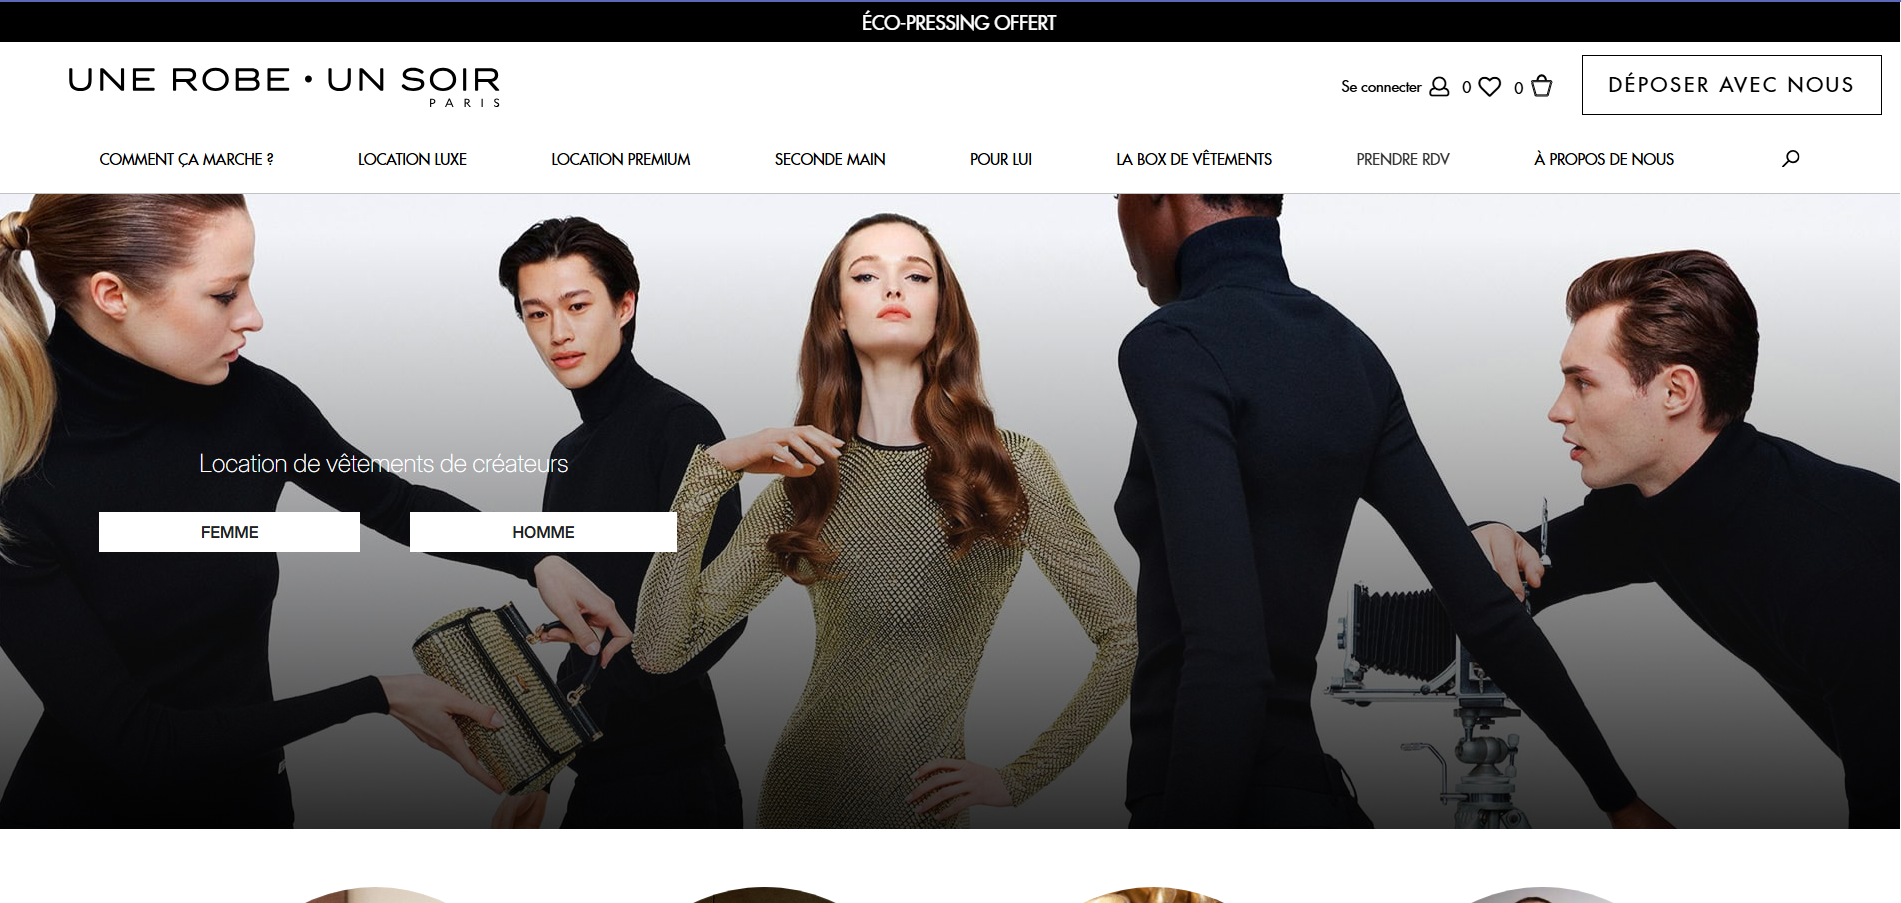 ÉCO-PRESSING OFFERT
UNE ROBE • UN SOIR
PARIS
Se connecter 0 0
DÉPOSER AVEC NOUS
COMMENT ÇA MARCHE ? LOCATION LUXE LOCATION PREMIUM SECONDE MAIN POUR LUI LA BOX DE VÊTEMENTS PRENDRE RDV À PROPOS DE NOUS
Location de vêtements de créateurs
FEMME HOMME